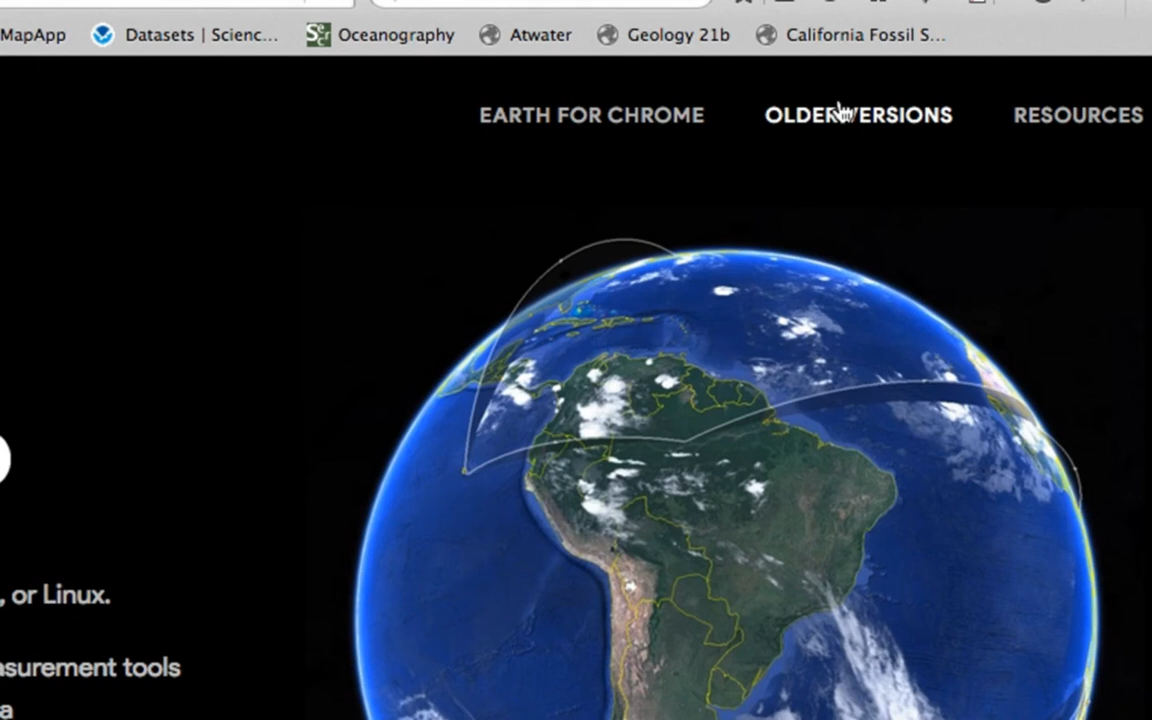 MapApp Datasets | Scienc... Oceanography Atwater Geology 21b California Fossil S...
EARTH FOR CHROME OLDER VERSIONS RESOURCES
, or Linux.
asurement tools
a